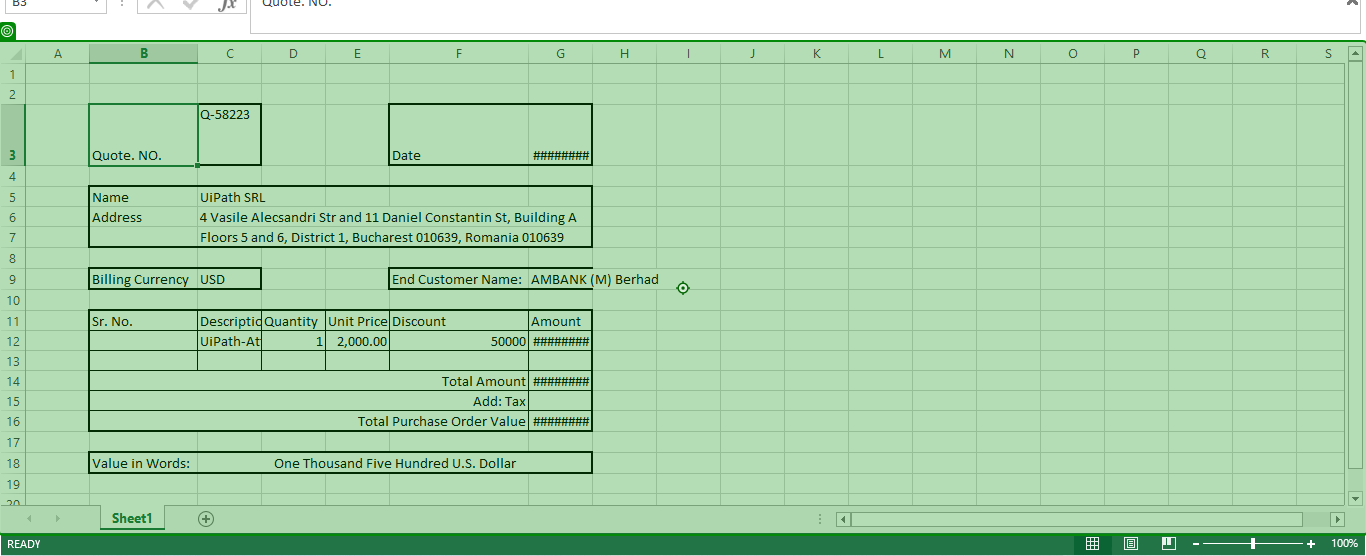 B3 fx Quote. NO.
A B C D E F G H I J K L M N O P Q R S
1
2
3 Quote. NO. Q-58223 Date ########
4
5 Name UiPath SRL
6 Address 4 Vasile Alecsandri Str and 11 Daniel Constantin St, Building A
7 Floors 5 and 6, District 1, Bucharest 010639, Romania 010639
8
9 Billing Currency USD End Customer Name: AMBANK (M) Berhad
10
11 Sr. No. Descriptio Quantity Unit Price Discount Amount
12 UiPath-At 1 2,000.00 50000 ########
13
14 Total Amount ########
15 Add: Tax
16 Total Purchase Order Value ########
17
18 Value in Words: One Thousand Five Hundred U.S. Dollar
19
20
Sheet1
READY 100%